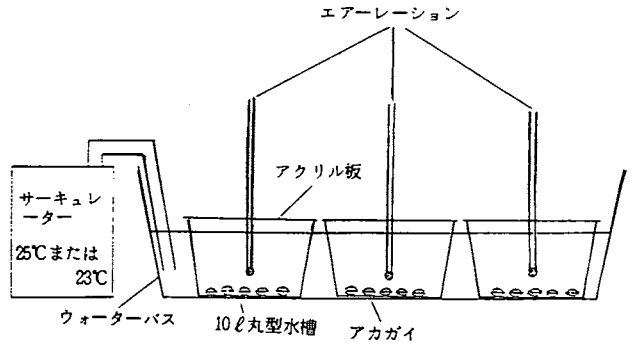 エアーレーション
アクリル板
サーキュレ
ーター
25℃または
23℃
ウォーターバス
10ℓ丸型水槽
アカガイ